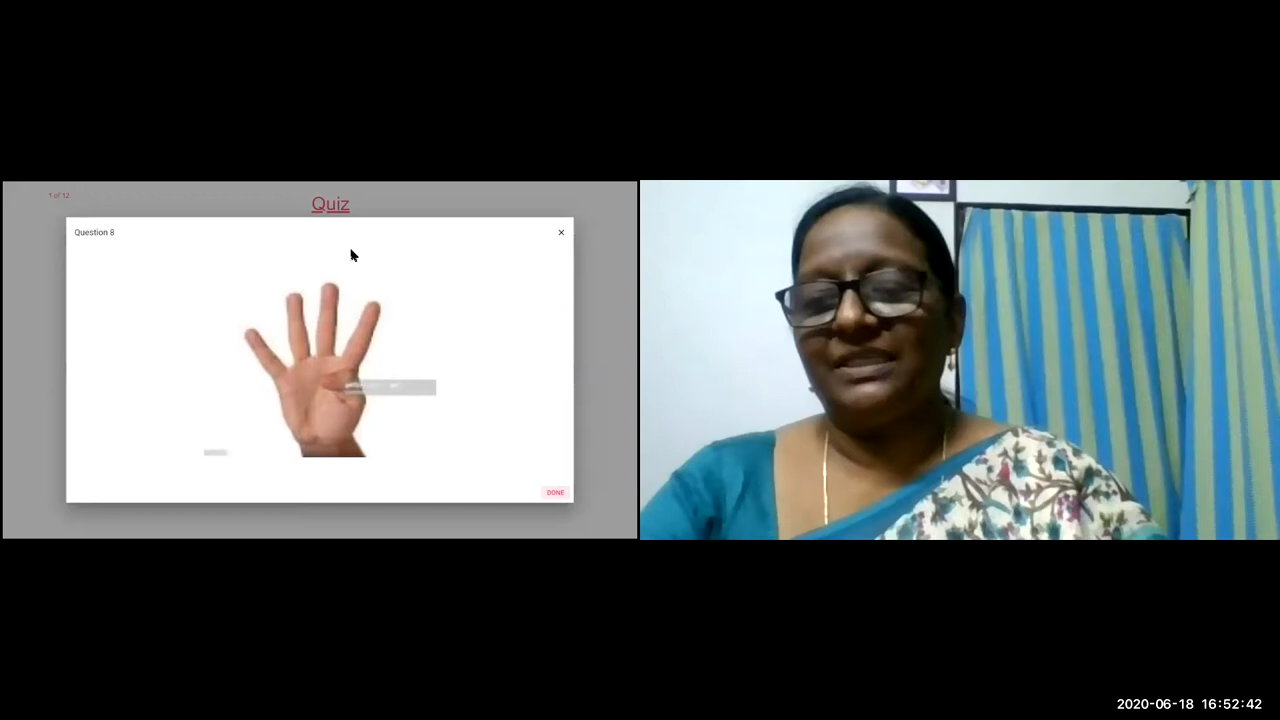 1 of 12
Quiz
Question 8
×
DONE
2020-06-18 16:52:42